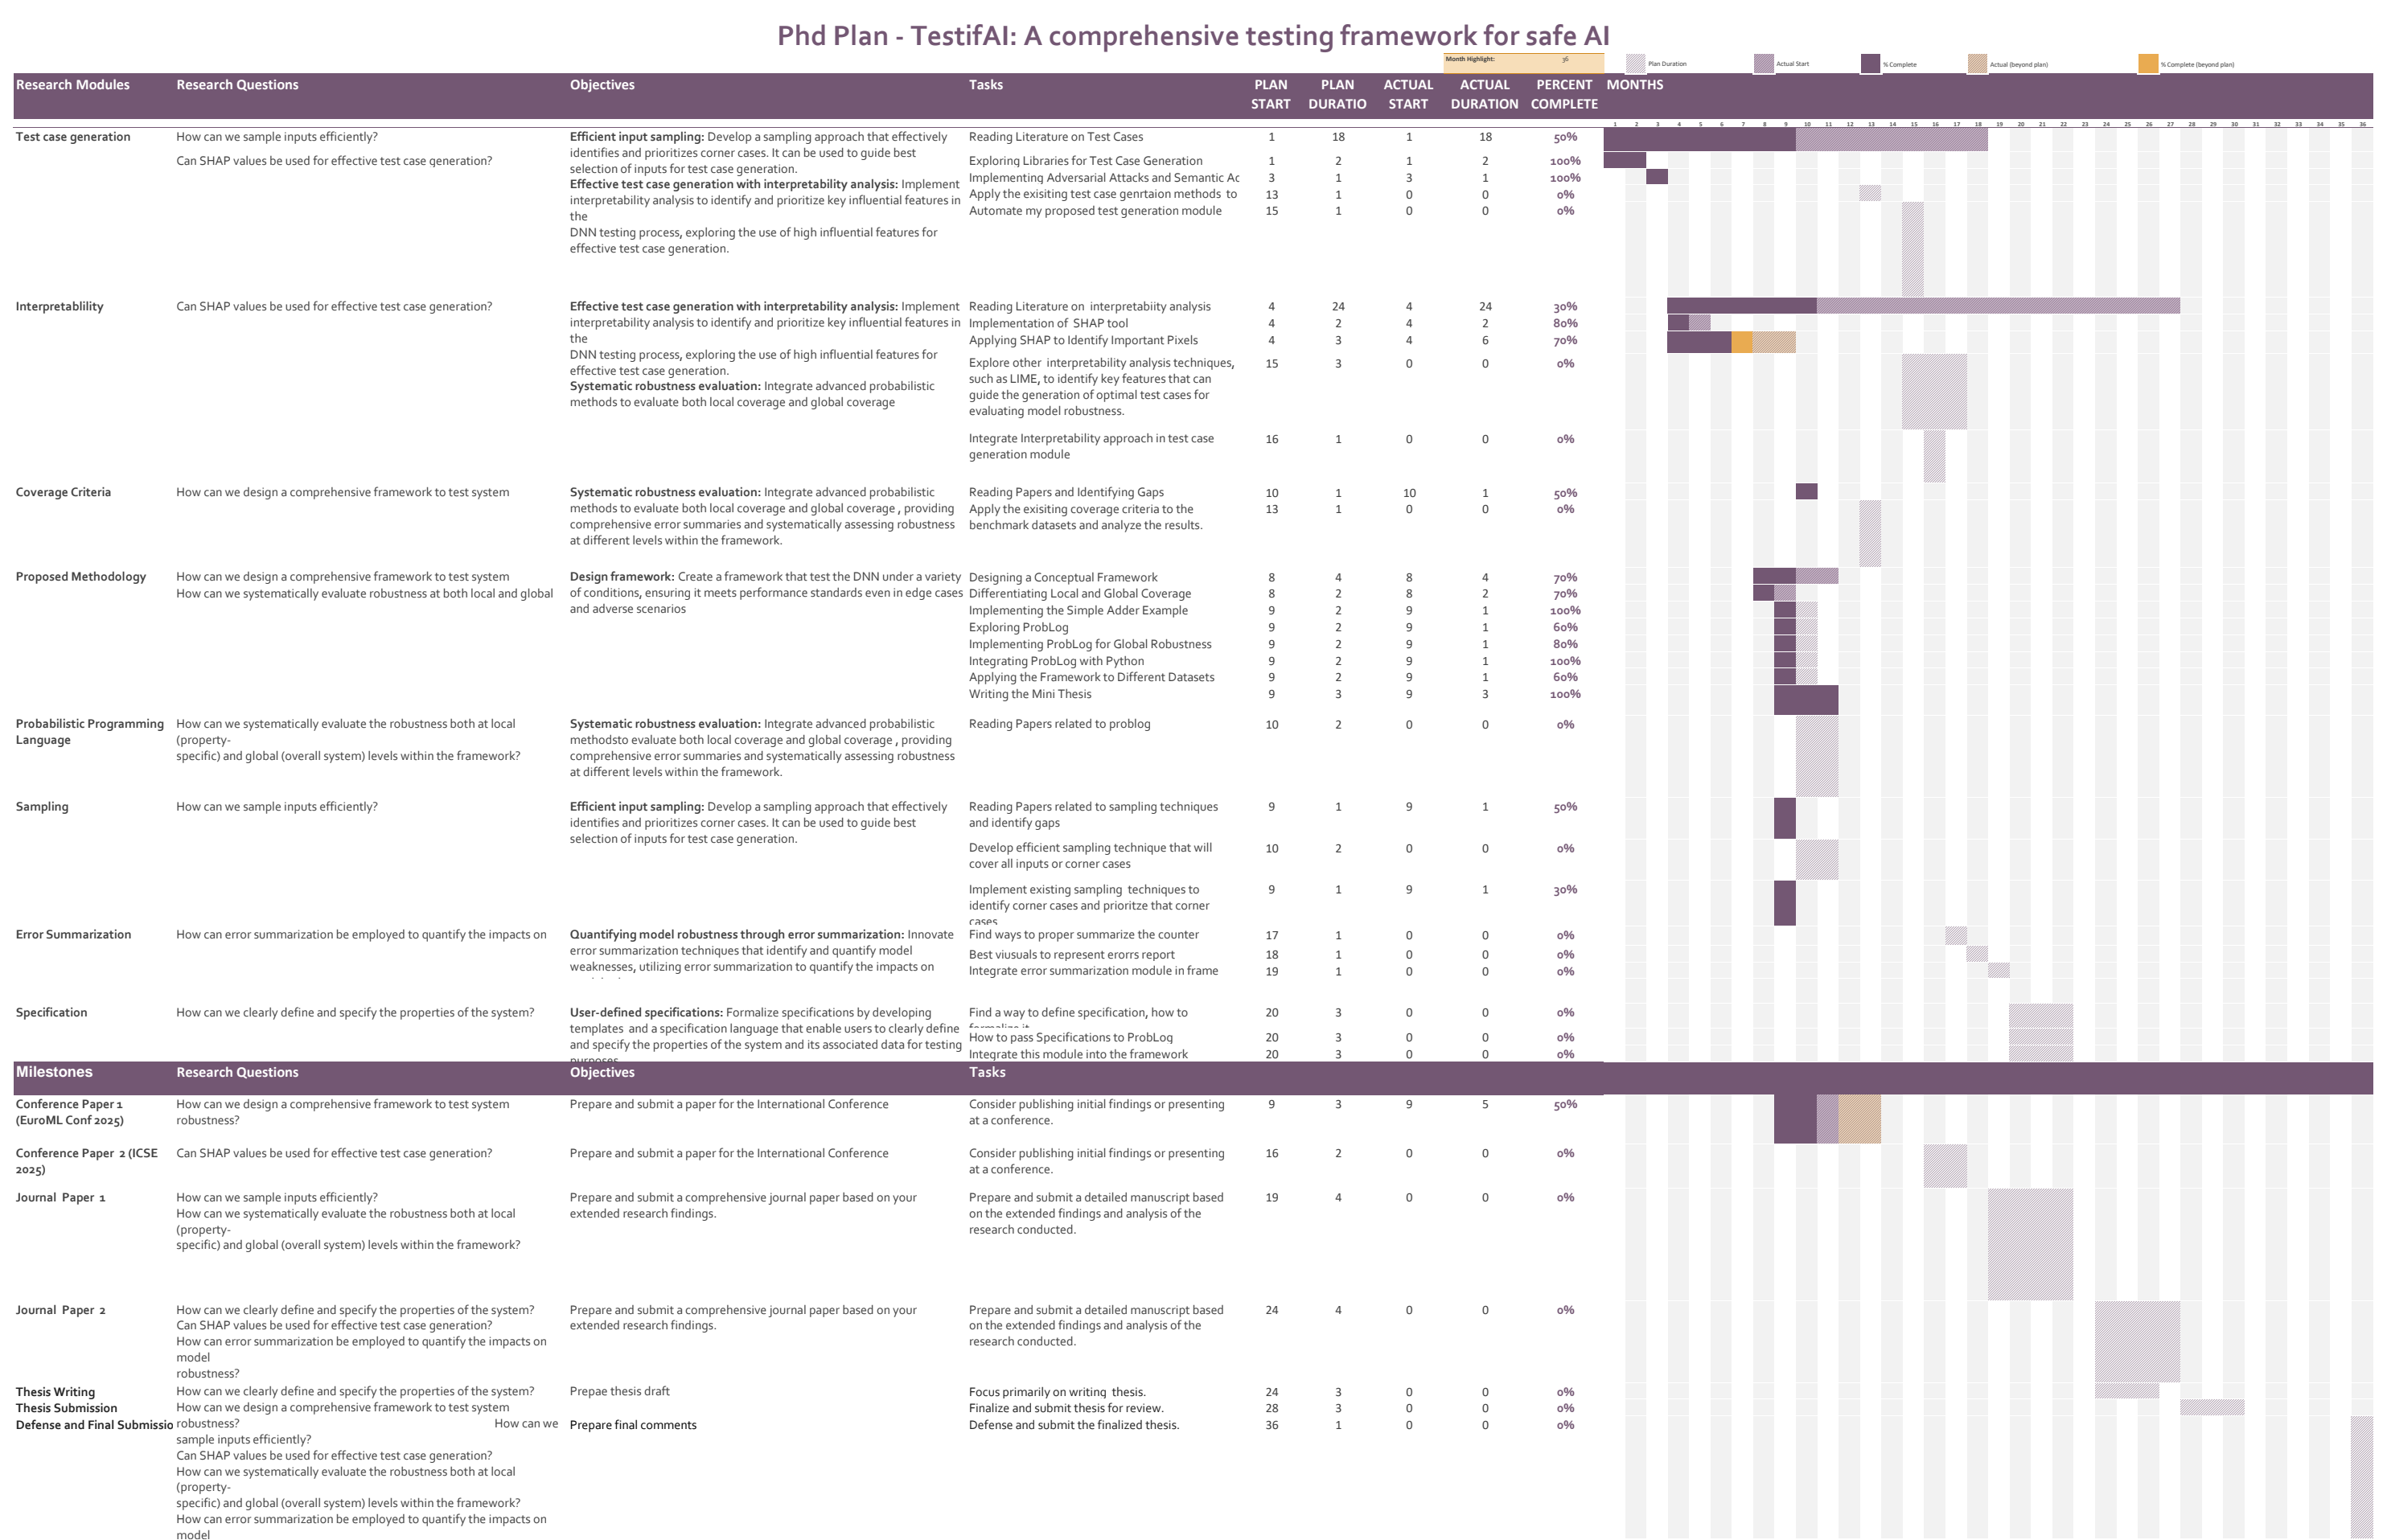 Phd Plan - TestifAI: A comprehensive testing framework for safe AI
Month Highlight: 36
Plan Duration
Actual Start
% Complete
Actual (beyond plan)
% Complete (beyond plan)
Research Modules Research Questions Objectives Tasks PLAN START PLAN DURATIO ACTUAL START ACTUAL DURATION PERCENT COMPLETE MONTHS
1 2 3 4 5 6 7 8 9 10 11 12 13 14 15 16 17 18 19 20 21 22 23 24 25 26 27 28 29 30 31 32 33 34 35 36
Test case generation
How can we sample inputs efficiently?
Can SHAP values be used for effective test case generation?
Efficient input sampling: Develop a sampling approach that effectively
identifies and prioritizes corner cases. It can be used to guide best
selection of inputs for test case generation.
Effective test case generation with interpretability analysis: Implement
interpretability analysis to identify and prioritize key influential features in
the
DNN testing process, exploring the use of high influential features for
effective test case generation.
Reading Literature on Test Cases 1 18 1 18 50%
Exploring Libraries for Test Case Generation 1 2 1 2 100%
Implementing Adversarial Attacks and Semantic Ac 3 1 3 1 100%
Apply the exisiting test case genrtaion methods to 13 1 0 0 0%
Automate my proposed test generation module 15 1 0 0 0%
Interpretablility
Can SHAP values be used for effective test case generation?
Effective test case generation with interpretability analysis: Implement
interpretability analysis to identify and prioritize key influential features in
the
DNN testing process, exploring the use of high influential features for
effective test case generation.
Systematic robustness evaluation: Integrate advanced probabilistic
methods to evaluate both local coverage and global coverage
Reading Literature on interpretabiity analysis 4 24 4 24 30%
Implementation of SHAP tool 4 2 4 2 80%
Applying SHAP to Identify Important Pixels 4 3 4 6 70%
Explore other interpretability analysis techniques, 15 3 0 0 0%
such as LIME, to identify key features that can
guide the generation of optimal test cases for
evaluating model robustness.
Integrate Interpretability approach in test case 16 1 0 0 0%
generation module
Coverage Criteria
How can we design a comprehensive framework to test system
Systematic robustness evaluation: Integrate advanced probabilistic
methods to evaluate both local coverage and global coverage , providing
comprehensive error summaries and systematically assessing robustness
at different levels within the framework.
Reading Papers and Identifying Gaps 10 1 10 1 50%
Apply the exisiting coverage criteria to the 13 1 0 0 0%
benchmark datasets and analyze the results.
Proposed Methodology
How can we design a comprehensive framework to test system
How can we systematically evaluate robustness at both local and global
Design framework: Create a framework that test the DNN under a variety
of conditions, ensuring it meets performance standards even in edge cases
and adverse scenarios
Designing a Conceptual Framework 8 4 8 4 70%
Differentiating Local and Global Coverage 8 2 8 2 70%
Implementing the Simple Adder Example 9 2 9 1 100%
Exploring ProbLog 9 2 9 1 60%
Implementing ProbLog for Global Robustness 9 2 9 1 80%
Integrating ProbLog with Python 9 2 9 1 100%
Applying the Framework to Different Datasets 9 2 9 1 60%
Writing the Mini Thesis 9 3 9 3 100%
Probabilistic Programming
Language
How can we systematically evaluate the robustness both at local
(property-
specific) and global (overall system) levels within the framework?
Systematic robustness evaluation: Integrate advanced probabilistic
methodsto evaluate both local coverage and global coverage , providing
comprehensive error summaries and systematically assessing robustness
at different levels within the framework.
Reading Papers related to problog 10 2 0 0 0%
Sampling
How can we sample inputs efficiently?
Efficient input sampling: Develop a sampling approach that effectively
identifies and prioritizes corner cases. It can be used to guide best
selection of inputs for test case generation.
Reading Papers related to sampling techniques 9 1 9 1 50%
and identify gaps
Develop efficient sampling technique that will 10 2 0 0 0%
cover all inputs or corner cases
Implement existing sampling techniques to 9 1 9 1 30%
identify corner cases and prioritze that corner
cases
Error Summarization
How can error summarization be employed to quantify the impacts on
Quantifying model robustness through error summarization: Innovate
error summarization techniques that identify and quantify model
weaknesses, utilizing error summarization to quantify the impacts on
Find ways to proper summarize the counter 17 1 0 0 0%
Best viusuals to represent erorrs report 18 1 0 0 0%
Integrate error summarization module in frame 19 1 0 0 0%
Specification
How can we clearly define and specify the properties of the system?
User-defined specifications: Formalize specifications by developing
templates and a specification language that enable users to clearly define
and specify the properties of the system and its associated data for testing
purposes.
Find a way to define specification, how to 20 3 0 0 0%
formalize it
How to pass Specifications to ProbLog 20 3 0 0 0%
Integrate this module into the framework 20 3 0 0 0%
Milestones Research Questions Objectives Tasks
Conference Paper 1
(EuroML Conf 2025)
How can we design a comprehensive framework to test system
robustness?
Prepare and submit a paper for the International Conference
Consider publishing initial findings or presenting 9 3 9 5 50%
at a conference.
Conference Paper 2 (ICSE
2025)
Can SHAP values be used for effective test case generation?
Prepare and submit a paper for the International Conference
Consider publishing initial findings or presenting 16 2 0 0 0%
at a conference.
Journal Paper 1
How can we sample inputs efficiently?
How can we systematically evaluate the robustness both at local
(property-
specific) and global (overall system) levels within the framework?
Prepare and submit a comprehensive journal paper based on your
extended research findings.
Prepare and submit a detailed manuscript based 19 4 0 0 0%
on the extended findings and analysis of the
research conducted.
Journal Paper 2
How can we clearly define and specify the properties of the system?
Can SHAP values be used for effective test case generation?
How can error summarization be employed to quantify the impacts on
model
robustness?
Prepare and submit a comprehensive journal paper based on your
extended research findings.
Prepare and submit a detailed manuscript based 24 4 0 0 0%
on the extended findings and analysis of the
research conducted.
Thesis Writing
How can we clearly define and specify the properties of the system?
Prepae thesis draft
Focus primarily on writing thesis. 24 3 0 0 0%
Thesis Submission
How can we design a comprehensive framework to test system
Finalize and submit thesis for review. 28 3 0 0 0%
Defense and Final Submissio
robustness? How can we
Prepare final comments
Defense and submit the finalized thesis. 36 1 0 0 0%
sample inputs efficiently?
Can SHAP values be used for effective test case generation?
How can we systematically evaluate the robustness both at local
(property-
specific) and global (overall system) levels within the framework?
How can error summarization be employed to quantify the impacts on
model